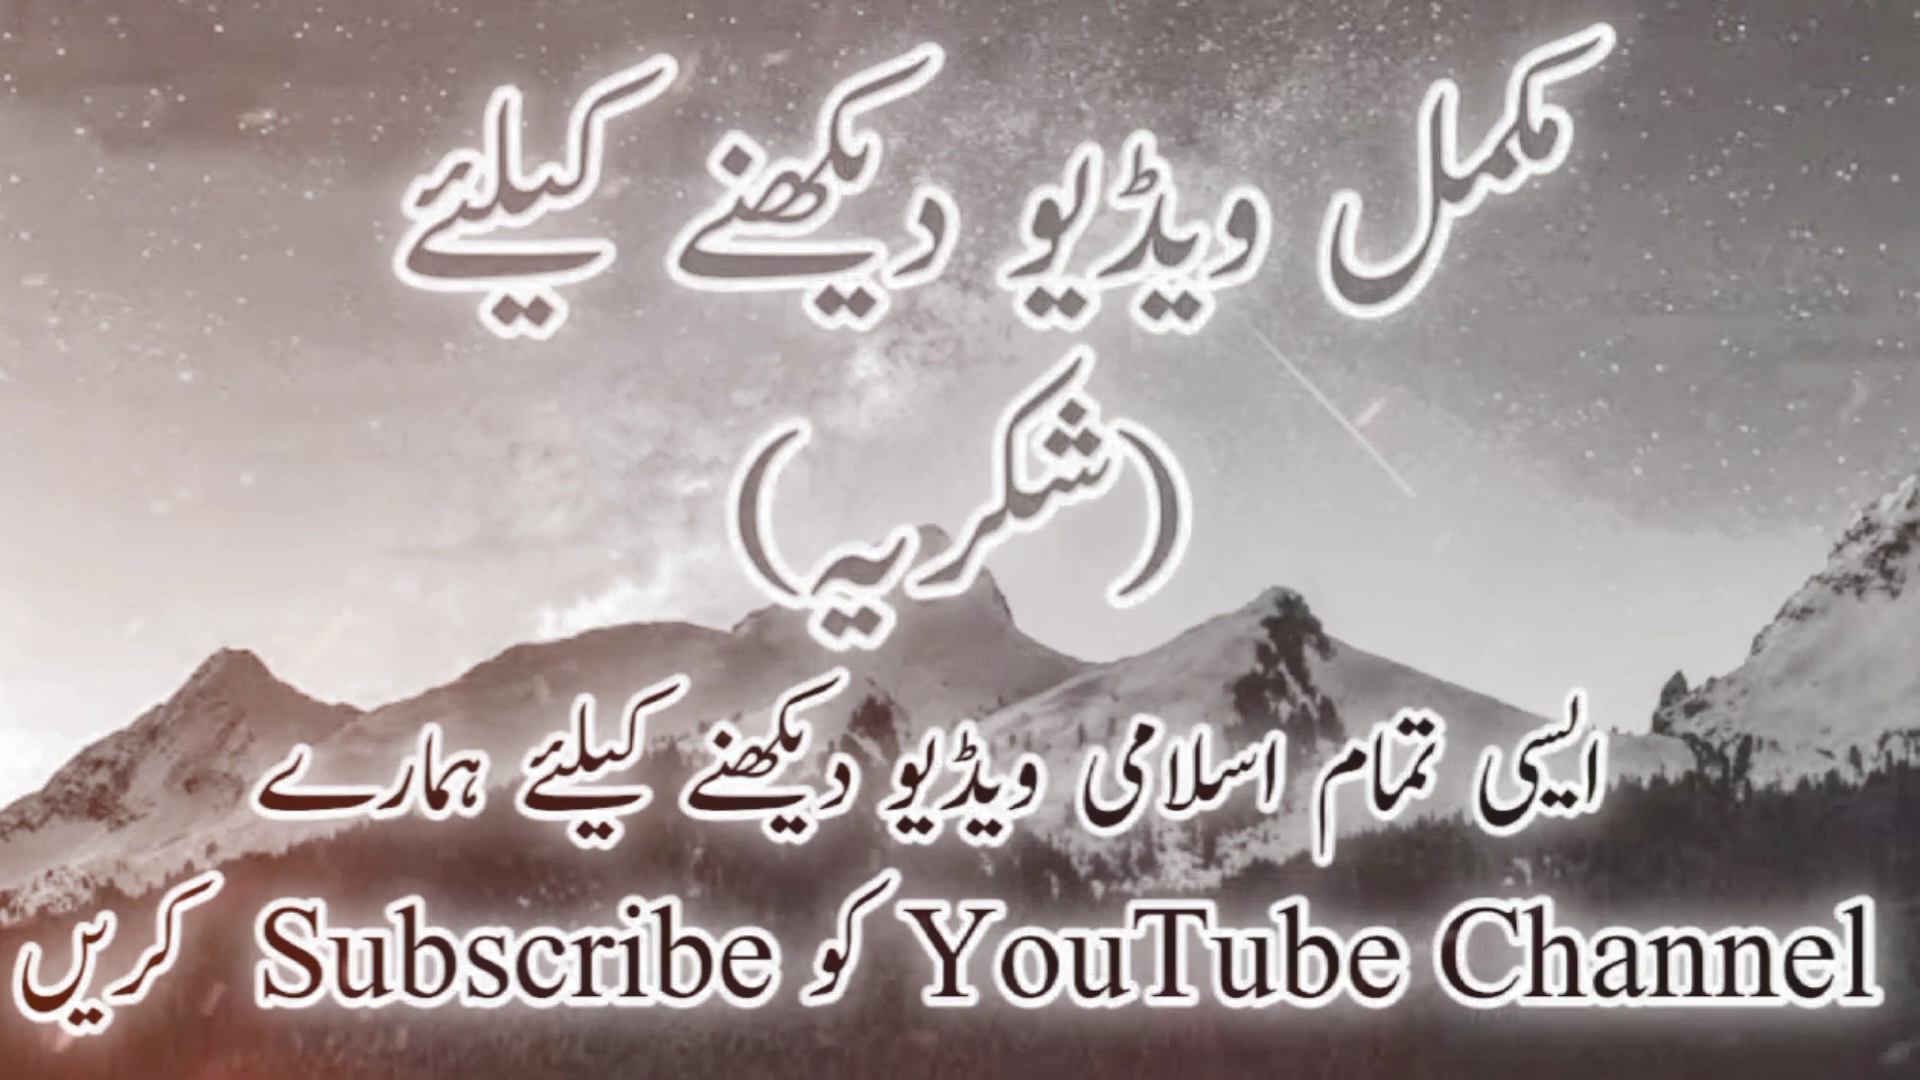 مکمل ویڈیو دیکھنے کیلئے
(شکریہ)
ایسی تمام اسلامی ویڈیو دیکھنے کیلئے ہمارے
YouTube Channel کو Subscribe کریں